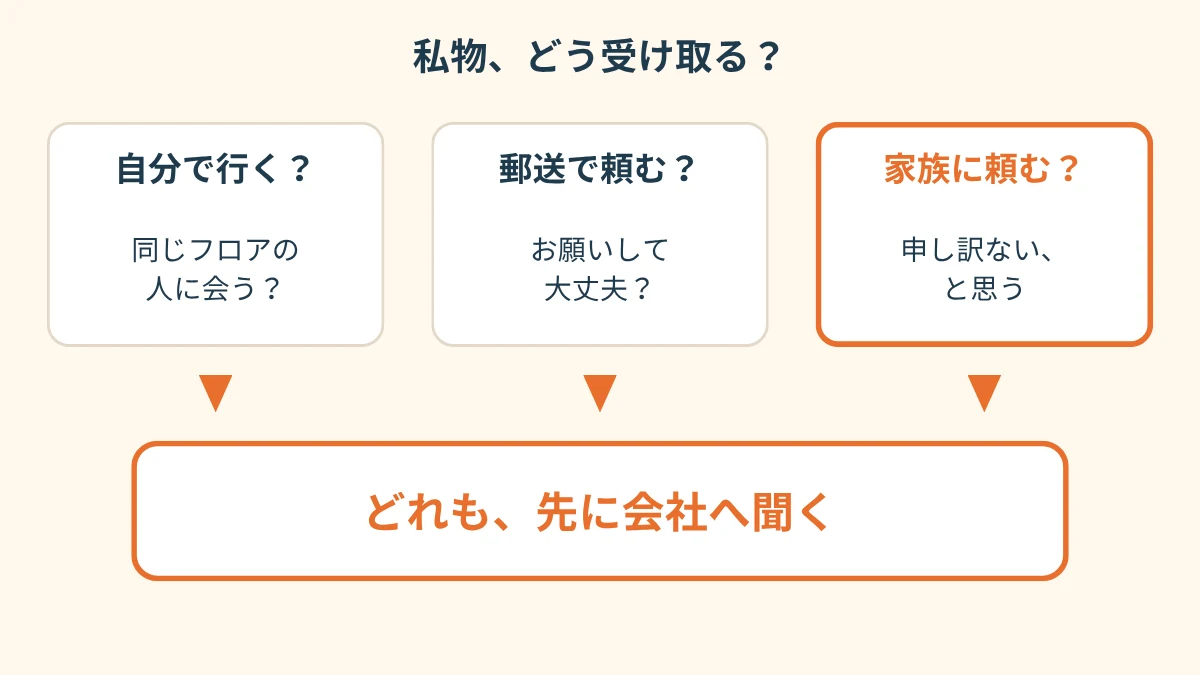 私物、どう受け取る？
自分で行く？
同じフロアの
人に会う？
郵送で頼む？
お願いして
大丈夫？
家族に頼む？
申し訳ない、
と思う
どれも、先に会社へ聞く